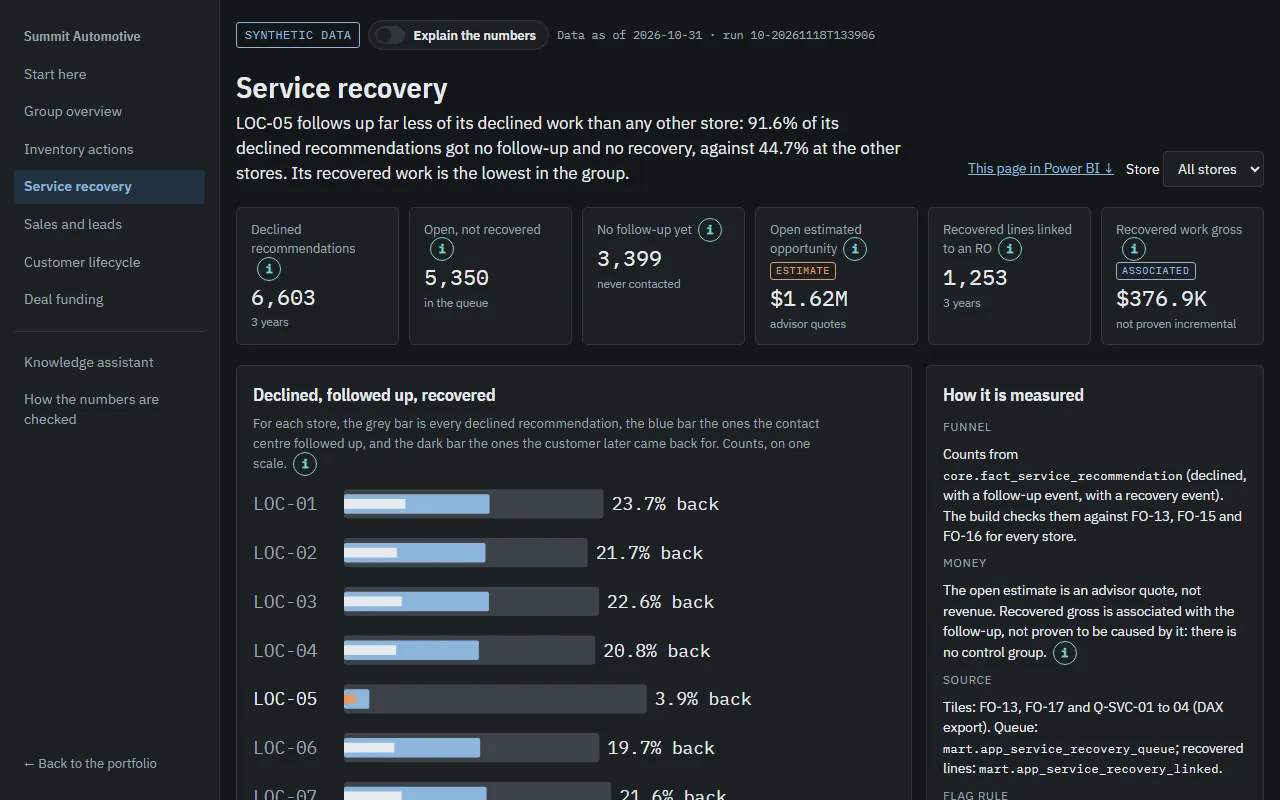 Summit Automotive
Start here
Group overview
Inventory actions
Service recovery
Sales and leads
Customer lifecycle
Deal funding
Knowledge assistant
How the numbers are
checked
← Back to the portfolio
SYNTHETIC DATA
Explain the numbers
Data as of 2026-10-31 · run 10-20261118T133906
Service recovery
LOC-05 follows up far less of its declined work than any other store: 91.6% of its
declined recommendations got no follow-up and no recovery, against 44.7% at the other
stores. Its recovered work is the lowest in the group.
This page in Power BI ↓
Store
All stores
Declined
recommendations
i
6,603
3 years
Open, not recovered
i
5,350
in the queue
No follow-up yet i
3,399
never contacted
Open estimated
opportunity i
ESTIMATE
$1.62M
advisor quotes
Recovered lines linked
to an RO i
1,253
3 years
Recovered work gross
i
ASSOCIATED
$376.9K
not proven incremental
Declined, followed up, recovered
For each store, the grey bar is every declined recommendation, the blue bar the ones the contact
centre followed up, and the dark bar the ones the customer later came back for. Counts, on one
scale. i
LOC-01 23.7% back
LOC-02 21.7% back
LOC-03 22.6% back
LOC-04 20.8% back
LOC-05 3.9% back
LOC-06 19.7% back
LOC-07 21.6% back
How it is measured
FUNNEL
Counts from
core.fact_service_recommendation (declined,
with a follow-up event, with a recovery event).
The build checks them against FO-13, FO-15 and
FO-16 for every store.
MONEY
The open estimate is an advisor quote, not
revenue. Recovered gross is associated with the
follow-up, not proven to be caused by it: there is
no control group. i
SOURCE
Tiles: FO-13, FO-17 and Q-SVC-01 to 04 (DAX
export). Queue:
mart.app_service_recovery_queue; recovered
lines: mart.app_service_recovery_linked.
FLAG RULE